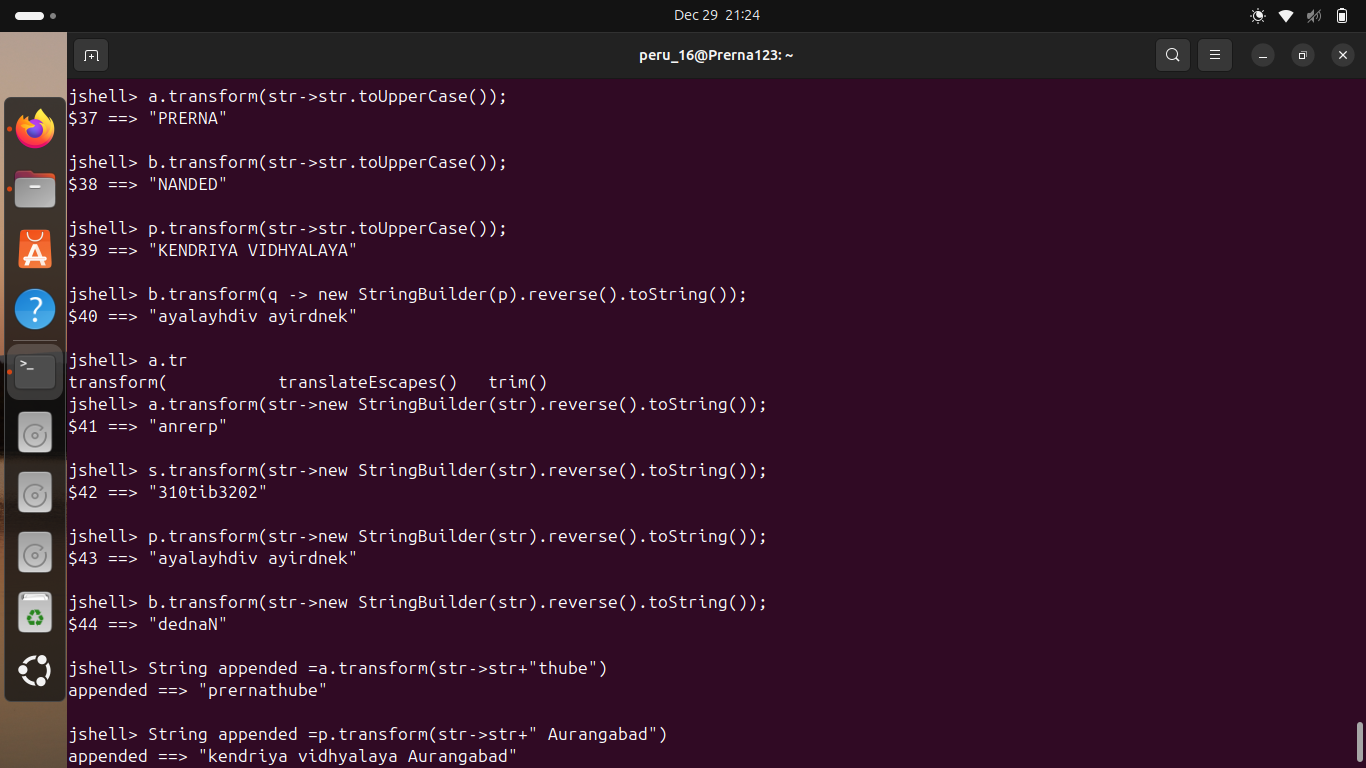 Dec 29 21:24
peru_16@Prerna123: ~
jshell> a.transform(str->str.toUpperCase());
$37 ==> "PRERNA"
jshell> b.transform(str->str.toUpperCase());
$38 ==> "NANDED"
jshell> p.transform(str->str.toUpperCase());
$39 ==> "KENDRIYA VIDHYALAYA"
jshell> b.transform(q -> new StringBuilder(p).reverse().toString());
$40 ==> "ayalayhdiv ayirdnek"
jshell> a.tr
transform( translateEscapes() trim()
jshell> a.transform(str->new StringBuilder(str).reverse().toString());
$41 ==> "anrerp"
jshell> s.transform(str->new StringBuilder(str).reverse().toString());
$42 ==> "310tib3202"
jshell> p.transform(str->new StringBuilder(str).reverse().toString());
$43 ==> "ayalayhdiv ayirdnek"
jshell> b.transform(str->new StringBuilder(str).reverse().toString());
$44 ==> "dednaN"
jshell> String appended =a.transform(str->str+"thube")
appended ==> "prernathube"
jshell> String appended =p.transform(str->str+" Aurangabad")
appended ==> "kendriya vidhyalaya Aurangabad"